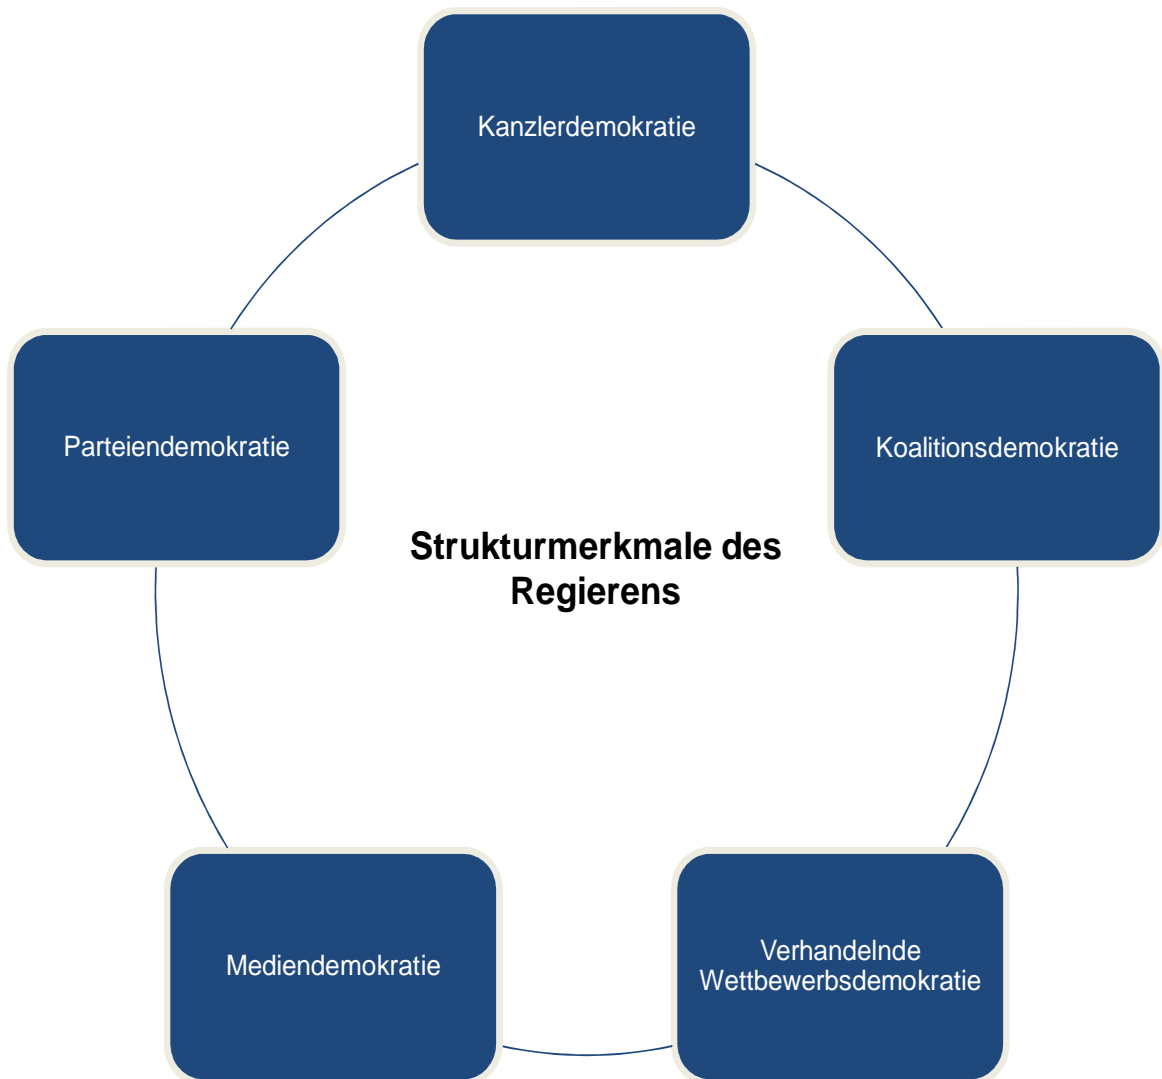 Kanzlerdemokratie
Parteiendemokratie
Koalitionsdemokratie
Strukturmerkmale des
Regierens
Mediendemokratie
Verhandelnde
Wettbewerbsdemokratie